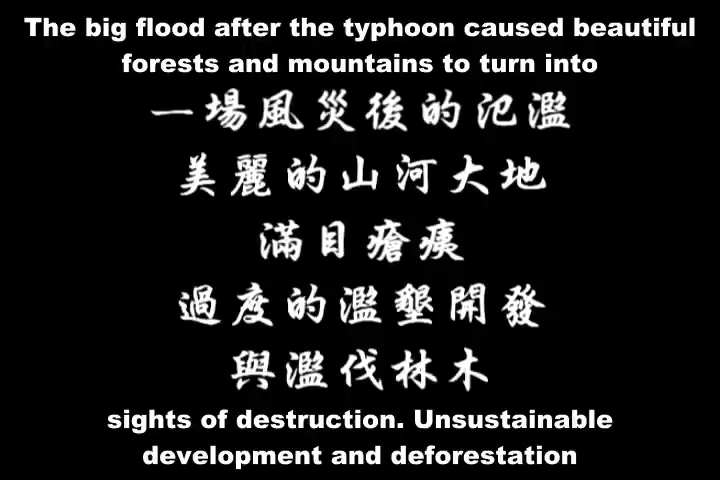 The big flood after the typhoon caused beautiful
forests and mountains to turn into
一場風災後的氾濫
美麗的山河大地
滿目瘡痍
過度的濫墾開發
與濫伐林木
sights of destruction. Unsustainable
development and deforestation